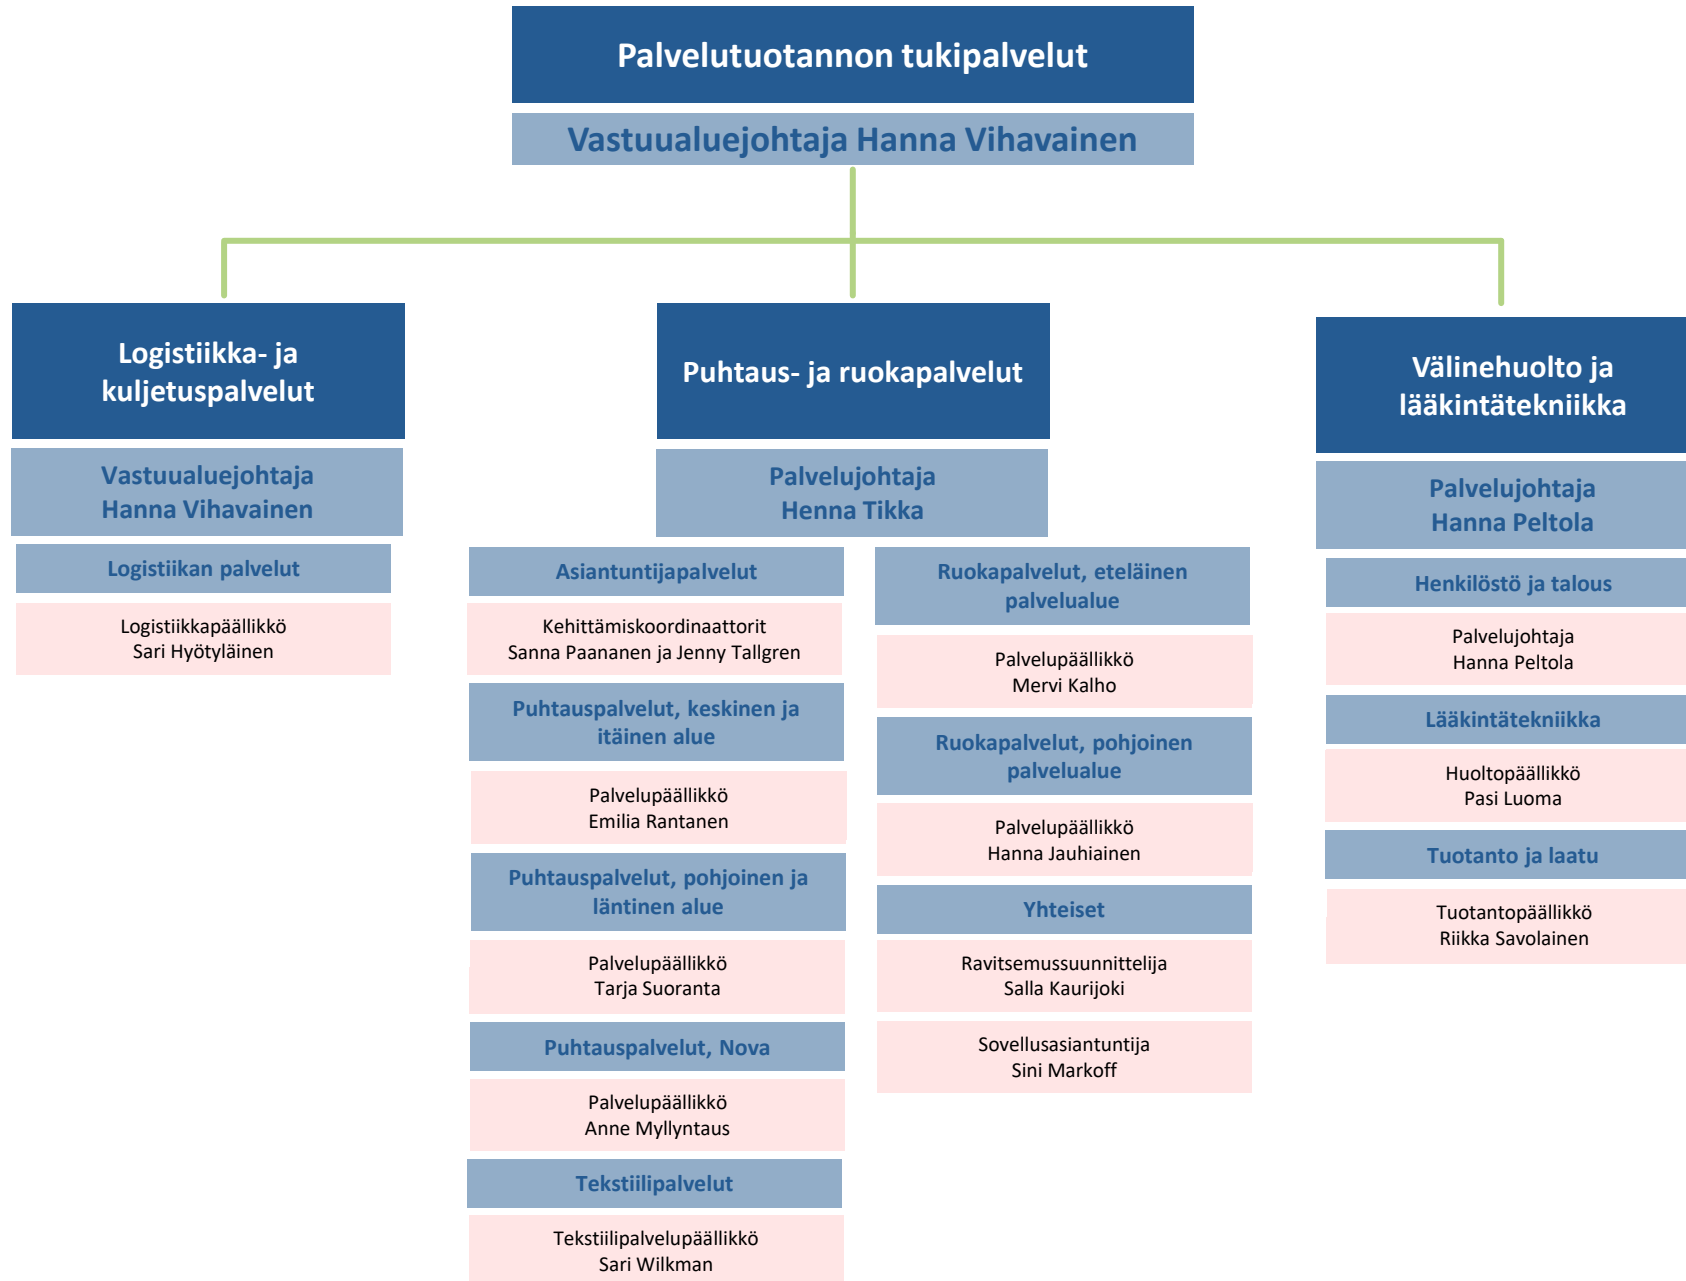 Palvelutuotannon tukipalvelut
Vastuualuejohtaja Hanna Vihavainen
Logistiikka- ja
kuljetuspalvelut
Vastuualuejohtaja
Hanna Vihavainen
Logistiikan palvelut
Logistiikkapäällikkö
Sari Hyötyläinen
Puhtaus- ja ruokapalvelut
Palvelujohtaja
Henna Tikka
Asiantuntijapalvelut
Kehittämiskoordinaattorit
Sanna Paananen ja Jenny Tallgren
Puhtauspalvelut, keskinen ja
itäinen alue
Palvelupäällikkö
Emilia Rantanen
Puhtauspalvelut, pohjoinen ja
läntinen alue
Palvelupäällikkö
Tarja Suoranta
Puhtauspalvelut, Nova
Palvelupäällikkö
Anne Myllyntaus
Tekstiilipalvelut
Tekstiilipalvelupäällikkö
Sari Wilkman
Ruokapalvelut, eteläinen
palvelualue
Palvelupäällikkö
Mervi Kalho
Ruokapalvelut, pohjoinen
palvelualue
Palvelupäällikkö
Hanna Jauhiainen
Yhteiset
Ravitsemussuunnittelija
Salla Kaurijoki
Sovellusasiantuntija
Sini Markoff
Välinehuolto ja
lääkintätekniikka
Palvelujohtaja
Hanna Peltola
Henkilöstö ja talous
Palvelujohtaja
Hanna Peltola
Lääkintätekniikka
Huoltopäällikkö
Pasi Luoma
Tuotanto ja laatu
Tuotantopäällikkö
Riikka Savolainen